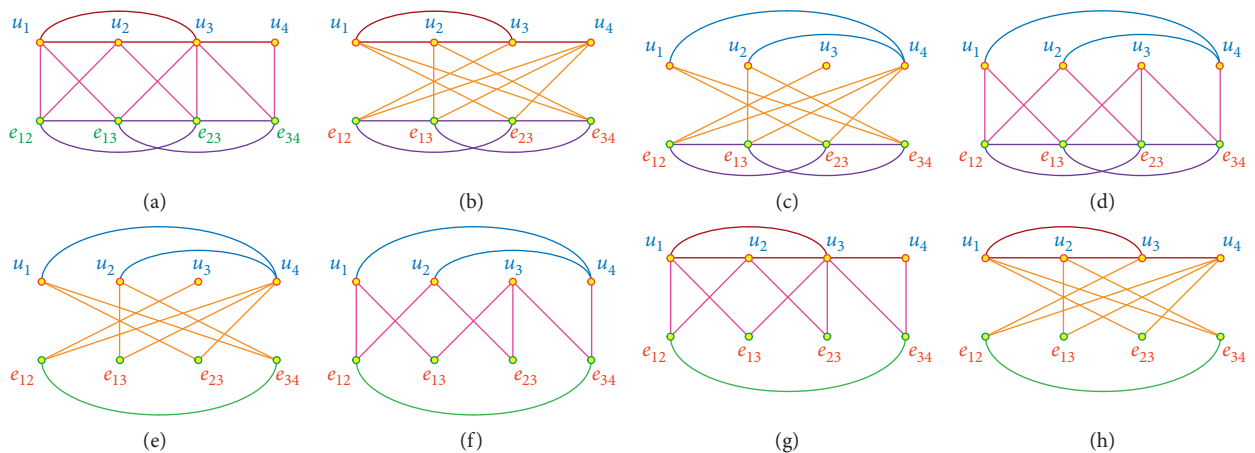 u1 u2 u3 u4
e12 e13 e23 e34
(a)
u1 u2 u3 u4
e12 e13 e23 e34
(b)
u1 u2 u3 u4
e12 e13 e23 e34
(c)
u1 u2 u3 u4
e12 e13 e23 e34
(d)
u1 u2 u3 u4
e12 e13 e23 e34
(e)
u1 u2 u3 u4
e12 e13 e23 e34
(f)
u1 u2 u3 u4
e12 e13 e23 e34
(g)
u1 u2 u3 u4
e12 e13 e23 e34
(h)